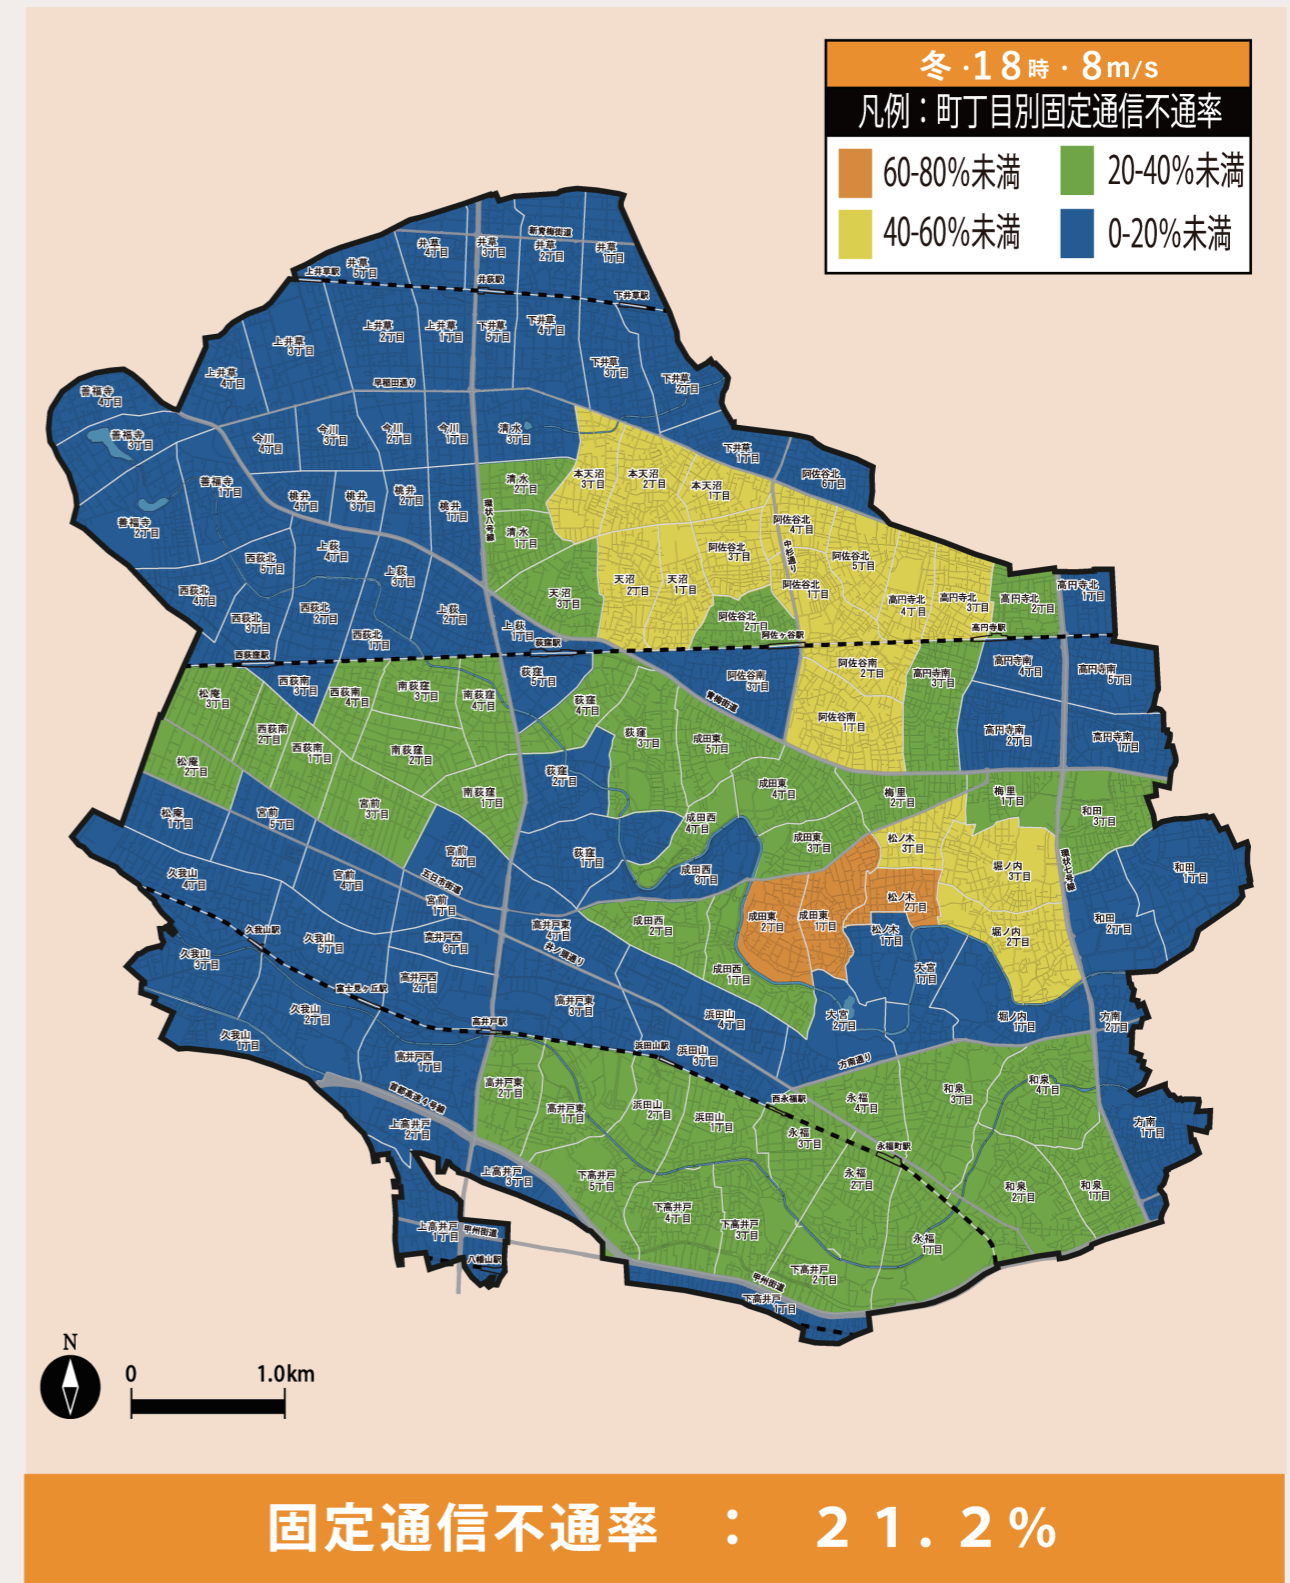 冬・18時・8m/s
凡例：町丁目別固定通信不通率
60-80%未満
20-40%未満
40-60%未満
0-20%未満
新青梅街道
井草
4丁目
井草
3丁目
井草
2丁目
井草
1丁目
井草
5丁目
上井草駅
井荻駅
下井草駅
上井草
3丁目
上井草
2丁目
上井草
1丁目
下井草
5丁目
下井草
4丁目
下井草
3丁目
下井草
2丁目
上井草
4丁目
早稲田通り
善福寺
4丁目
善福寺
3丁目
今川
4丁目
今川
3丁目
今川
2丁目
今川
1丁目
清水
3丁目
下井草
1丁目
阿佐谷北
6丁目
善福寺
1丁目
善福寺
2丁目
桃井
4丁目
桃井
3丁目
桃井
2丁目
桃井
1丁目
環状八号線
清水
2丁目
清水
1丁目
本天沼
3丁目
本天沼
2丁目
本天沼
1丁目
阿佐谷北
4丁目
阿佐谷北
3丁目
中杉通り
阿佐谷北
5丁目
西荻北
5丁目
上荻
4丁目
上荻
3丁目
西荻北
4丁目
西荻北
3丁目
西荻北
2丁目
西荻北
1丁目
上荻
2丁目
上荻
1丁目
天沼
3丁目
天沼
2丁目
天沼
1丁目
阿佐谷北
1丁目
阿佐谷北
2丁目
高円寺北
4丁目
高円寺北
3丁目
高円寺北
2丁目
高円寺北
1丁目
西荻窪駅
荻窪駅
阿佐ヶ谷駅
高円寺駅
松庵
3丁目
西荻南
3丁目
西荻南
4丁目
南荻窪
3丁目
南荻窪
4丁目
荻窪
5丁目
荻窪
4丁目
阿佐谷南
3丁目
青梅街道
阿佐谷南
2丁目
阿佐谷南
1丁目
高円寺南
3丁目
高円寺南
4丁目
高円寺南
5丁目
高円寺南
2丁目
高円寺南
1丁目
西荻南
2丁目
西荻南
1丁目
南荻窪
2丁目
荻窪
3丁目
成田東
5丁目
松庵
2丁目
荻窪
2丁目
成田東
4丁目
梅里
2丁目
梅里
1丁目
和田
3丁目
松庵
1丁目
宮前
5丁目
宮前
3丁目
南荻窪
1丁目
成田西
4丁目
成田東
3丁目
松ノ木
3丁目
宮前
2丁目
荻窪
1丁目
成田西
3丁目
堀ノ内
3丁目
環状七号線
和田
1丁目
久我山
4丁目
宮前
4丁目
五日市街道
宮前
1丁目
松ノ木
2丁目
成田東
2丁目
成田東
1丁目
和田
2丁目
久我山駅
久我山
5丁目
高井戸西
3丁目
高井戸東
4丁目
井ノ頭通り
成田西
2丁目
松ノ木
1丁目
堀ノ内
2丁目
久我山
3丁目
成田西
1丁目
大宮
1丁目
富士見ヶ丘駅
高井戸西
2丁目
久我山
2丁目
高井戸駅
高井戸東
3丁目
浜田山
4丁目
大宮
2丁目
堀ノ内
1丁目
方南
2丁目
久我山
1丁目
高井戸西
1丁目
浜田山駅
浜田山
3丁目
方南通り
首都高速4号線
高井戸東
2丁目
高井戸東
1丁目
浜田山
2丁目
浜田山
1丁目
西永福駅
永福
4丁目
和泉
3丁目
和泉
4丁目
上高井戸
2丁目
永福
3丁目
永福町駅
方南
1丁目
上高井戸
3丁目
下高井戸
5丁目
永福
2丁目
和泉
2丁目
和泉
1丁目
下高井戸
4丁目
下高井戸
3丁目
上高井戸
1丁目
甲州街道
八幡山駅
永福
1丁目
甲州街道
下高井戸
2丁目
下高井戸
1丁目
N
0
1.0km
固定通信不通率 ： 21.2%